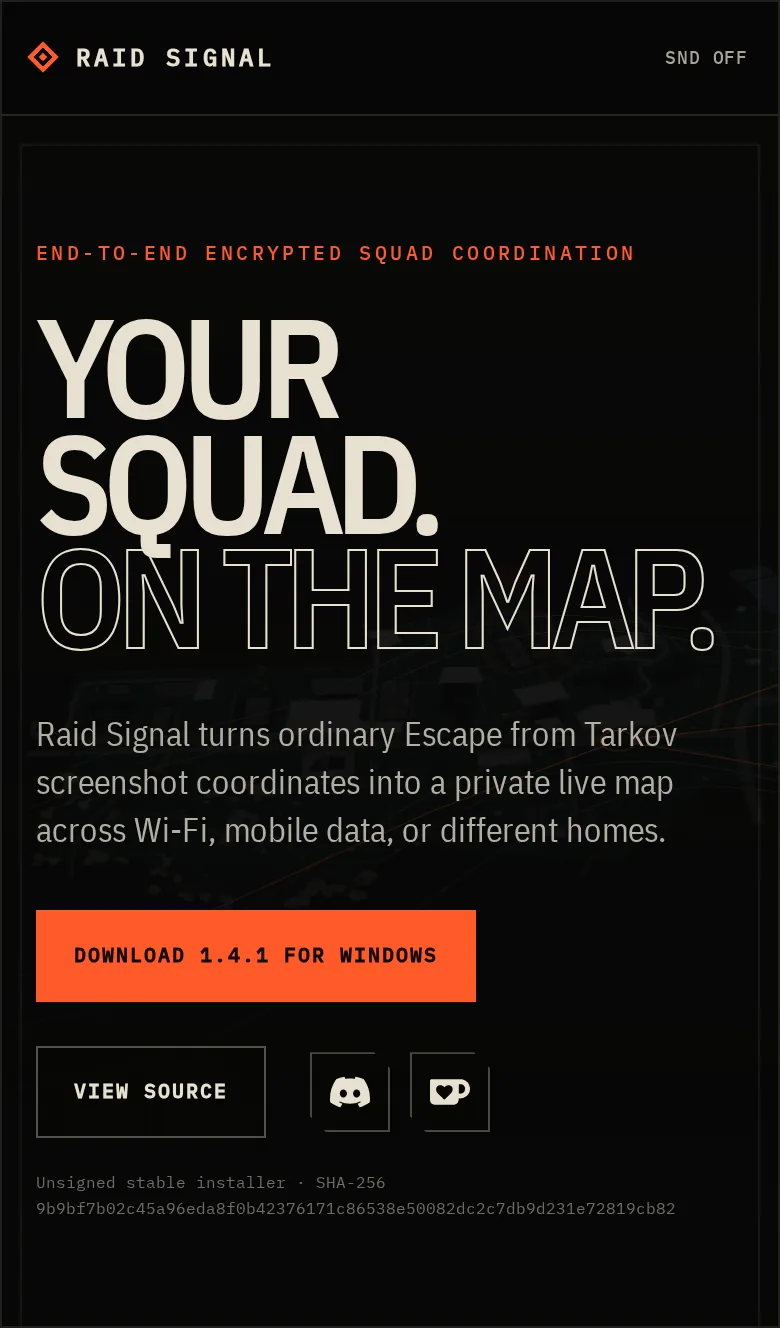 RAID SIGNAL
SND OFF
END-TO-END ENCRYPTED SQUAD COORDINATION
YOUR
SQUAD.
ON THE MAP.
Raid Signal turns ordinary Escape from Tarkov
screenshot coordinates into a private live map
across Wi-Fi, mobile data, or different homes.
DOWNLOAD 1.4.1 FOR WINDOWS
VIEW SOURCE
Unsigned stable installer · SHA-256
9b9bf7b02c45a96eda8f0b42376171c86538e50082dc2c7db9d231e72819cb82